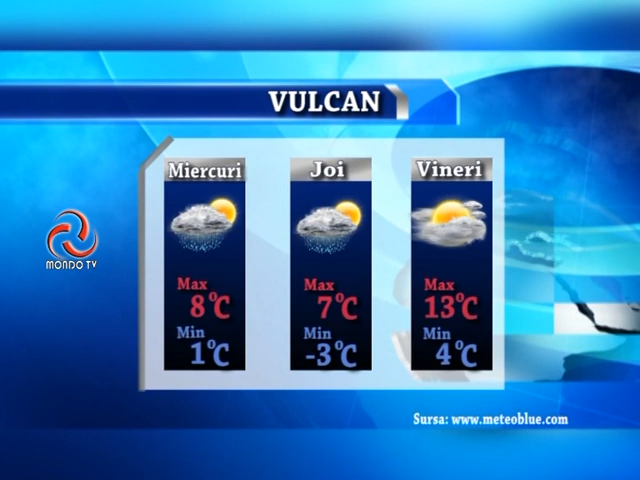 VULCAN
Miercuri
Joi
Vineri
Max
8°C
Min
1°C
Max
7°C
Min
-3°C
Max
13°C
Min
4°C
MONDO TV
Sursa: www.meteoblue.com